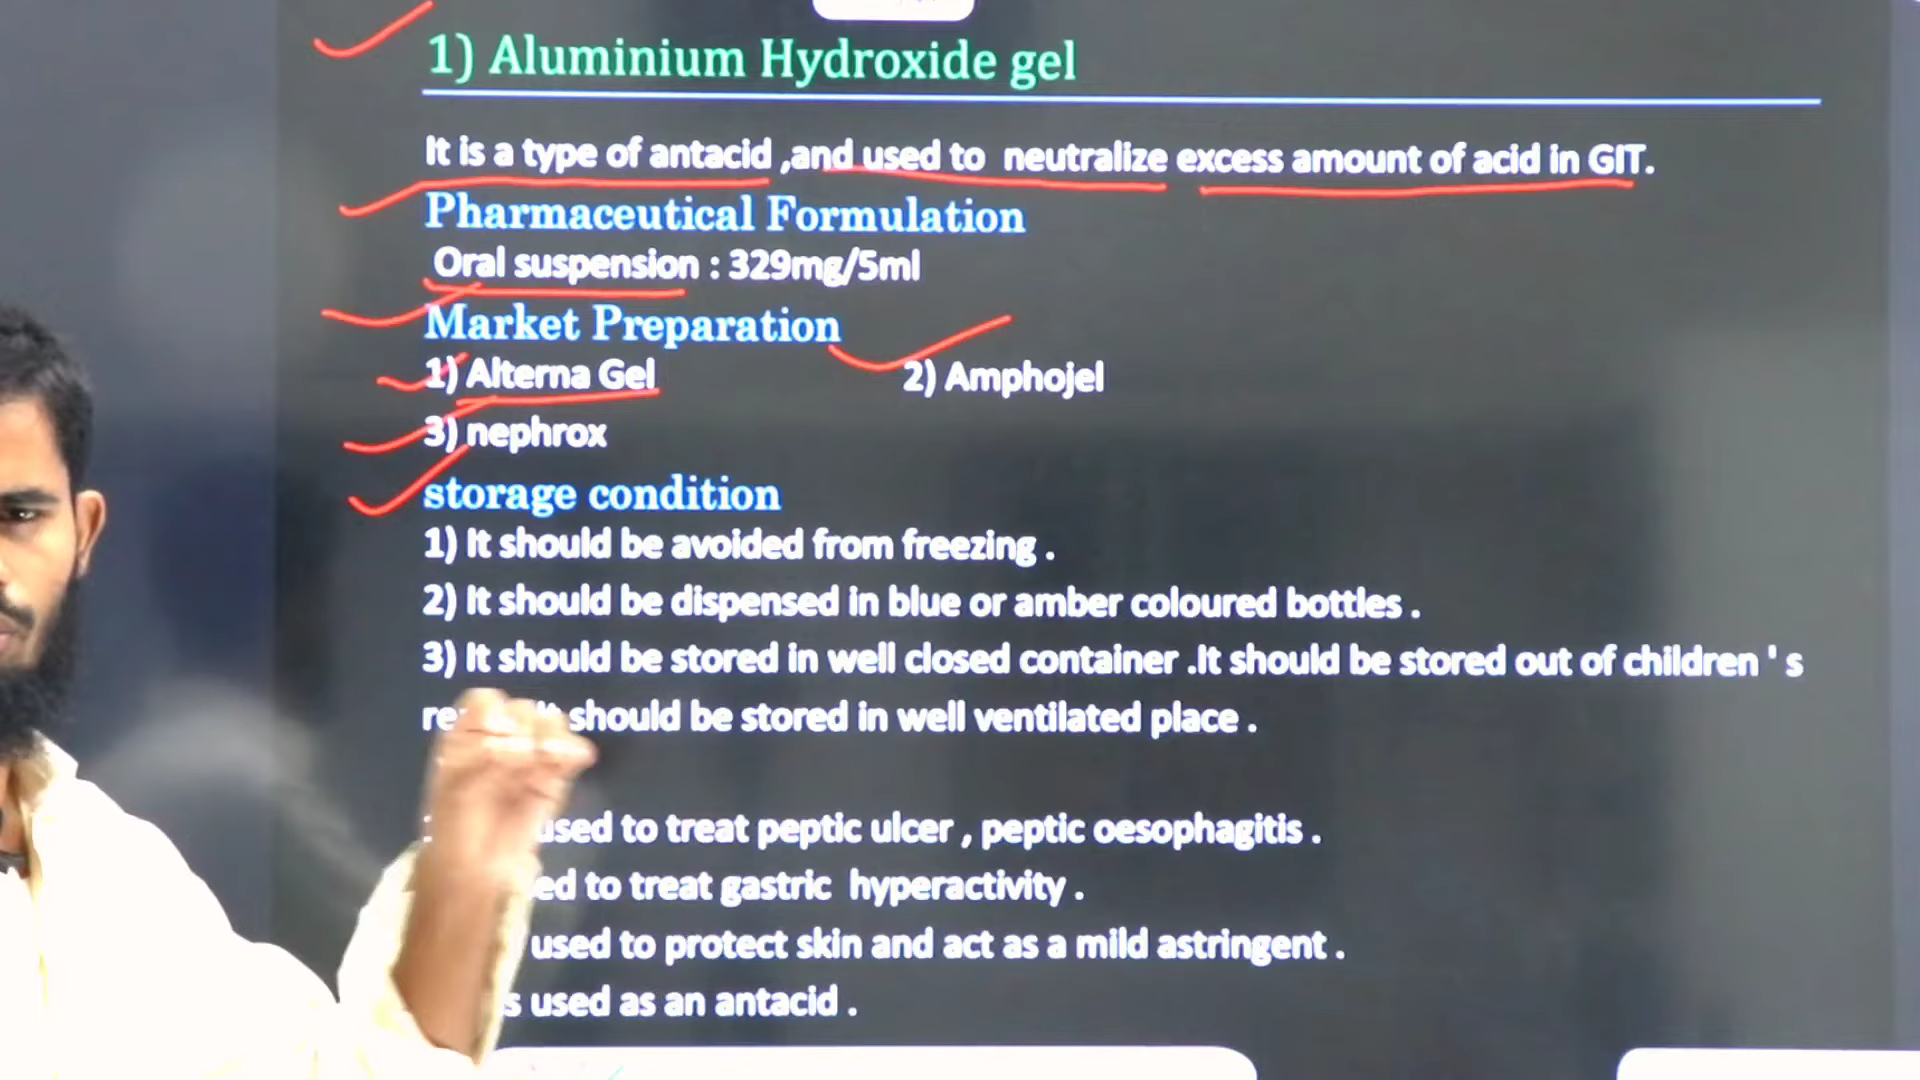 1) Aluminium Hydroxide gel
It is a type of antacid ,and used to neutralize excess amount of acid in GIT.
Pharmaceutical Formulation
Oral suspension : 329mg/5ml
Market Preparation
1) Alterna Gel 2) Amphojel
3) nephrox
storage condition
1) It should be avoided from freezing .
2) It should be dispensed in blue or amber coloured bottles .
3) It should be stored in well closed container .It should be stored out of children ' s
should be stored in well ventilated place .
used to treat peptic ulcer , peptic oesophagitis .
to treat gastric hyperactivity .
used to protect skin and act as a mild astringent .
used as an antacid .